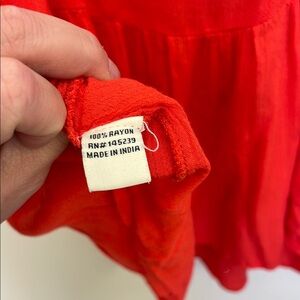 100% RAYON
RN# 145239
MADE IN INDIA